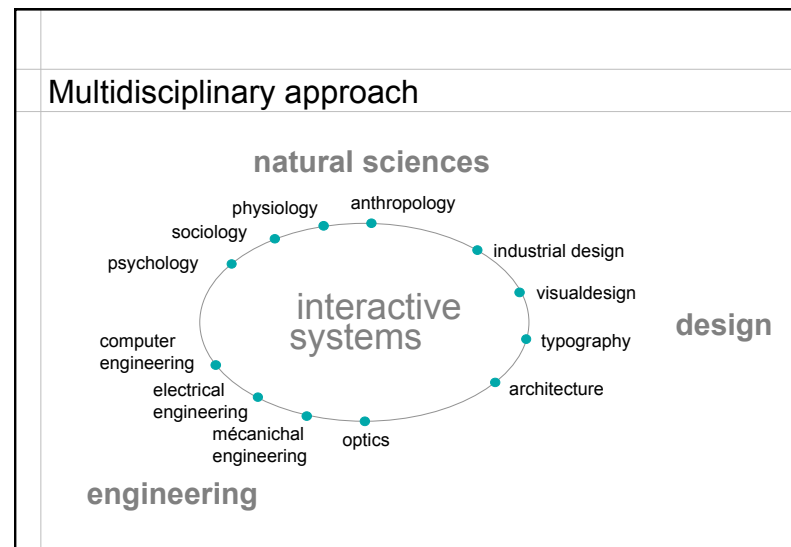 Multidisciplinary approach
natural sciences
physiology
anthropology
sociology
psychology
industrial design
visualdesign
interactive
systems
design
typography
computer
engineering
architecture
electrical
engineering
mécanichal
engineering
optics
engineering